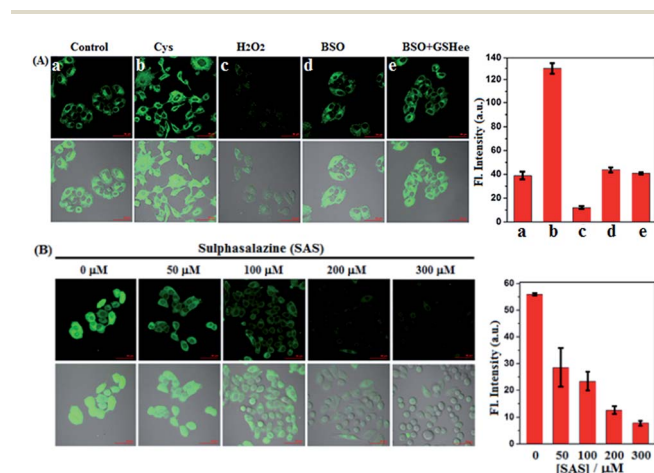 Control Cys H2O2 BSO BSO+GSHee
(A) a b c d e
Fl. Intensity (a.u.)
140
120
100
80
60
40
20
0
a b c d e
(B) Sulphasalazine (SAS)
0 μM 50 μM 100 μM 200 μM 300 μM
Fl. Intensity (a.u.)
60
50
40
30
20
10
0
0 50 100 200 300
[SAS] / μM